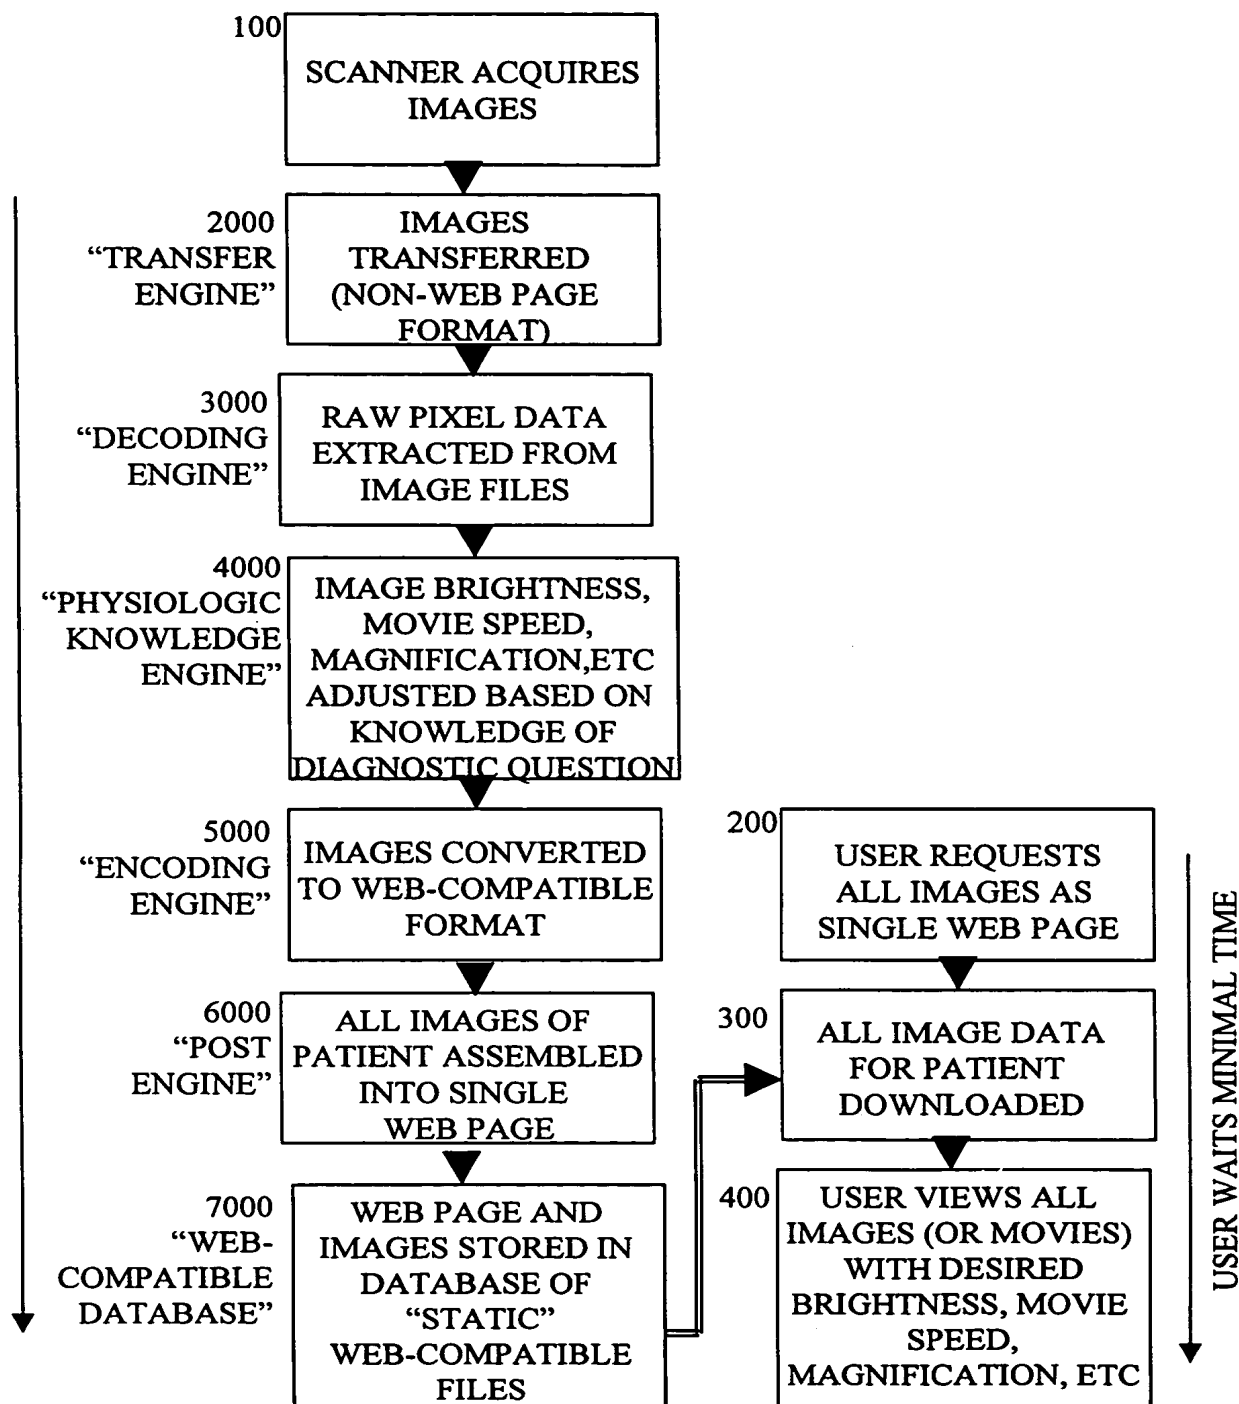 100
SCANNER ACQUIRES
IMAGES
2000
“TRANSFER
ENGINE”
IMAGES
TRANSFERRED
(NON-WEB PAGE
FORMAT)
3000
“DECODING
ENGINE”
RAW PIXEL DATA
EXTRACTED FROM
IMAGE FILES
4000
“PHYSIOLOGIC
KNOWLEDGE
ENGINE”
IMAGE BRIGHTNESS,
MOVIE SPEED,
MAGNIFICATION,ETC
ADJUSTED BASED ON
KNOWLEDGE OF
DIAGNOSTIC QUESTION
5000
“ENCODING
ENGINE”
IMAGES CONVERTED
TO WEB-COMPATIBLE
FORMAT
6000
“POST
ENGINE”
ALL IMAGES OF
PATIENT ASSEMBLED
INTO SINGLE
WEB PAGE
7000
“WEB-
COMPATIBLE
DATABASE”
WEB PAGE AND
IMAGES STORED IN
DATABASE OF
“STATIC”
WEB-COMPATIBLE
FILES
200
USER REQUESTS
ALL IMAGES AS
SINGLE WEB PAGE
300
ALL IMAGE DATA
FOR PATIENT
DOWNLOADED
400
USER VIEWS ALL
IMAGES (OR MOVIES)
WITH DESIRED
BRIGHTNESS, MOVIE
SPEED,
MAGNIFICATION, ETC
USER WAITS MINIMAL TIME